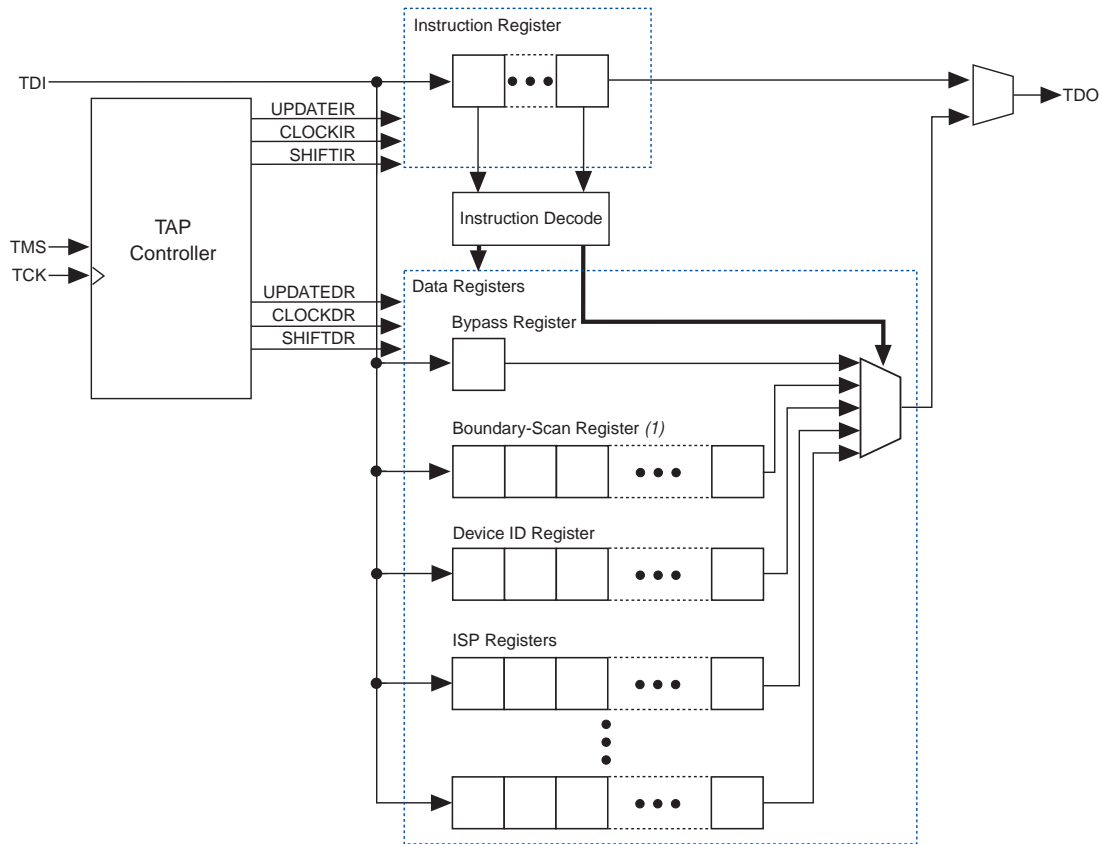 Instruction Register
TDI
TDO
UPDATEIR
CLOCKIR
SHIFTIR
TAP
Controller
Instruction Decode
TMS
TCK
Data Registers
UPDATEDR
CLOCKDR
SHIFTDR
Bypass Register
Boundary-Scan Register (1)
Device ID Register
ISP Registers